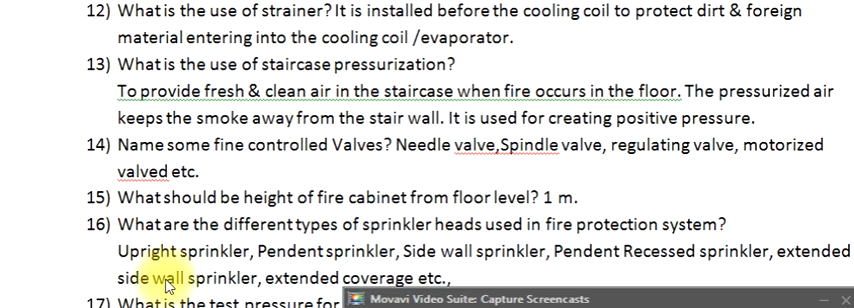 12) What is the use of strainer? It is installed before the cooling coil to protect dirt & foreign
material entering into the cooling coil /evaporator.
13) What is the use of staircase pressurization?
To provide fresh & clean air in the staircase when fire occurs in the floor. The pressurized air
keeps the smoke away from the stair wall. It is used for creating positive pressure.
14) Name some fine controlled Valves? Needle valve,Spindle valve, regulating valve, motorized
valved etc.
15) What should be height of fire cabinet from floor level? 1 m.
16) What are the different types of sprinkler heads used in fire protection system?
Upright sprinkler, Pendent sprinkler, Side wall sprinkler, Pendent Recessed sprinkler, extended
side wall sprinkler, extended coverage etc.,
17) What is the test pressure for
Movavi Video Suite: Capture Screencasts